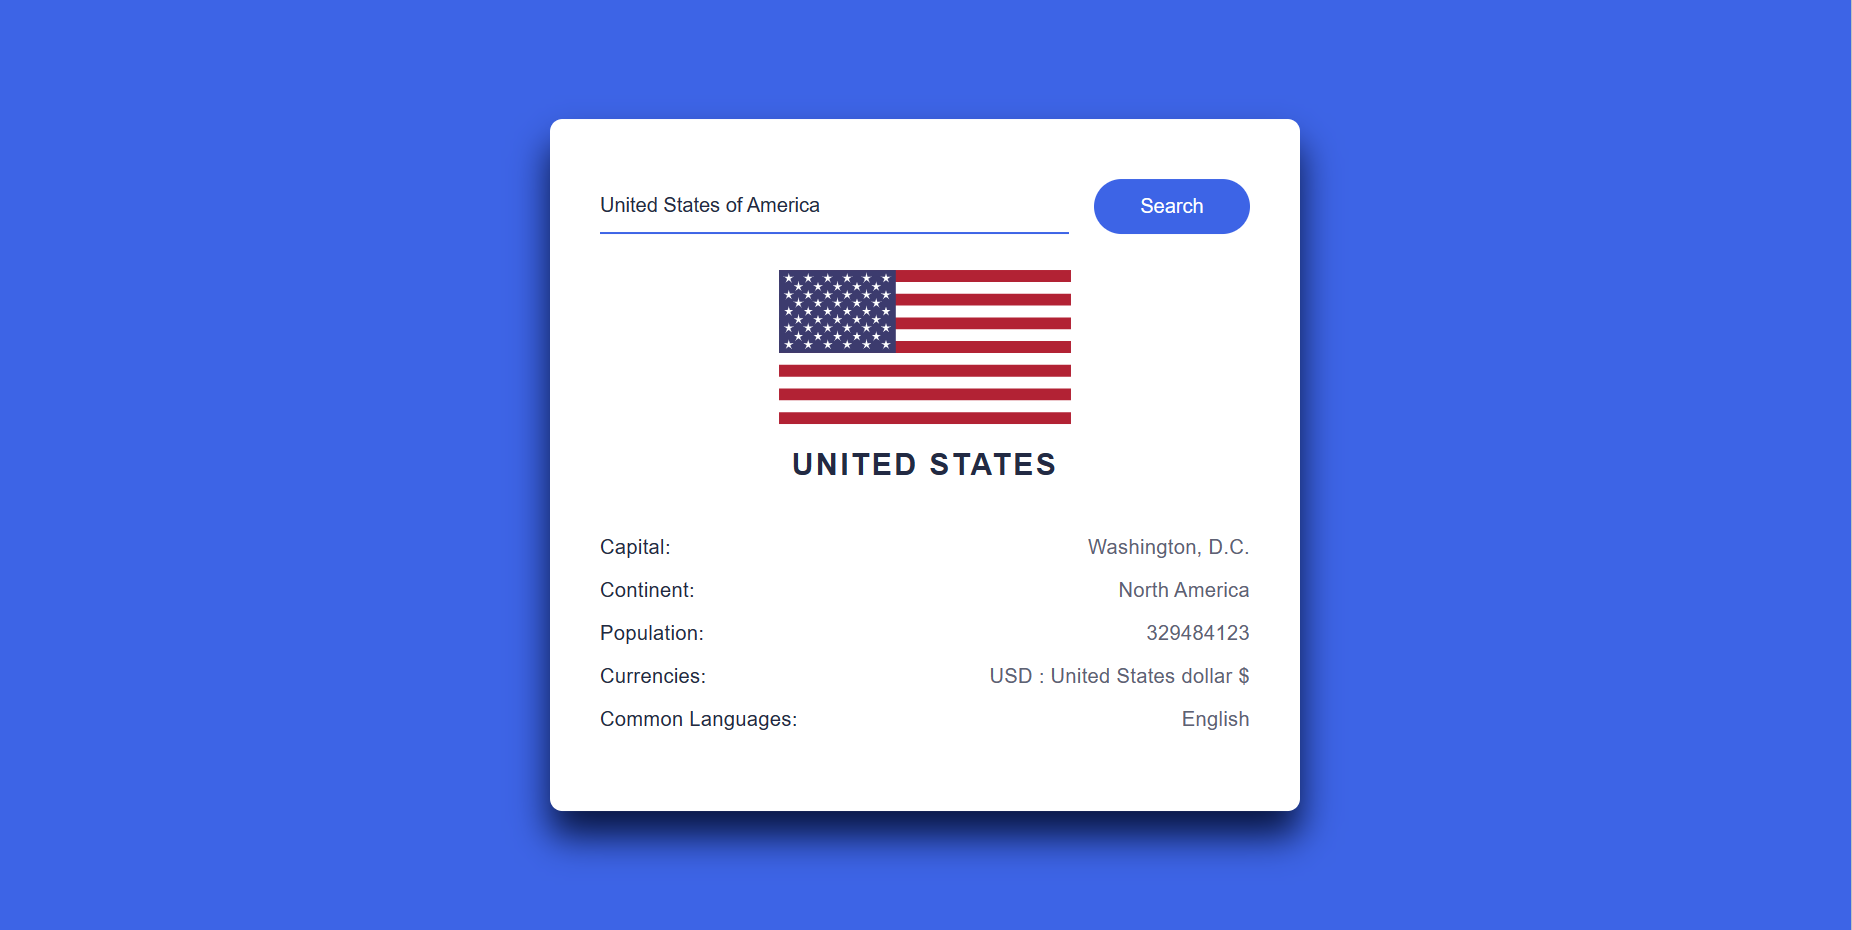 United States of America
Search
UNITED STATES
Capital: Washington, D.C.
Continent: North America
Population: 329484123
Currencies: USD : United States dollar $
Common Languages: English